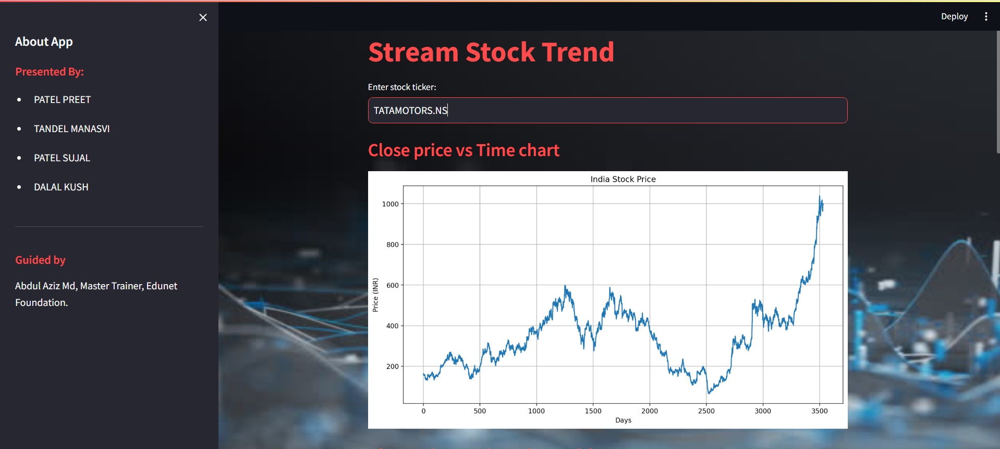 Deploy
About App
Presented By:
PATEL PREET
TANDEL MANASVI
PATEL SUJAL
DALAL KUSH
Guided by
Abdul Aziz Md, Master Trainer, Edunet
Foundation.
Stream Stock Trend
Enter stock ticker:
TATAMOTORS.NS
Close price vs Time chart
India Stock Price
Price (INR)
1000
800
600
400
200
0 500 1000 1500 2000 2500 3000 3500
Days